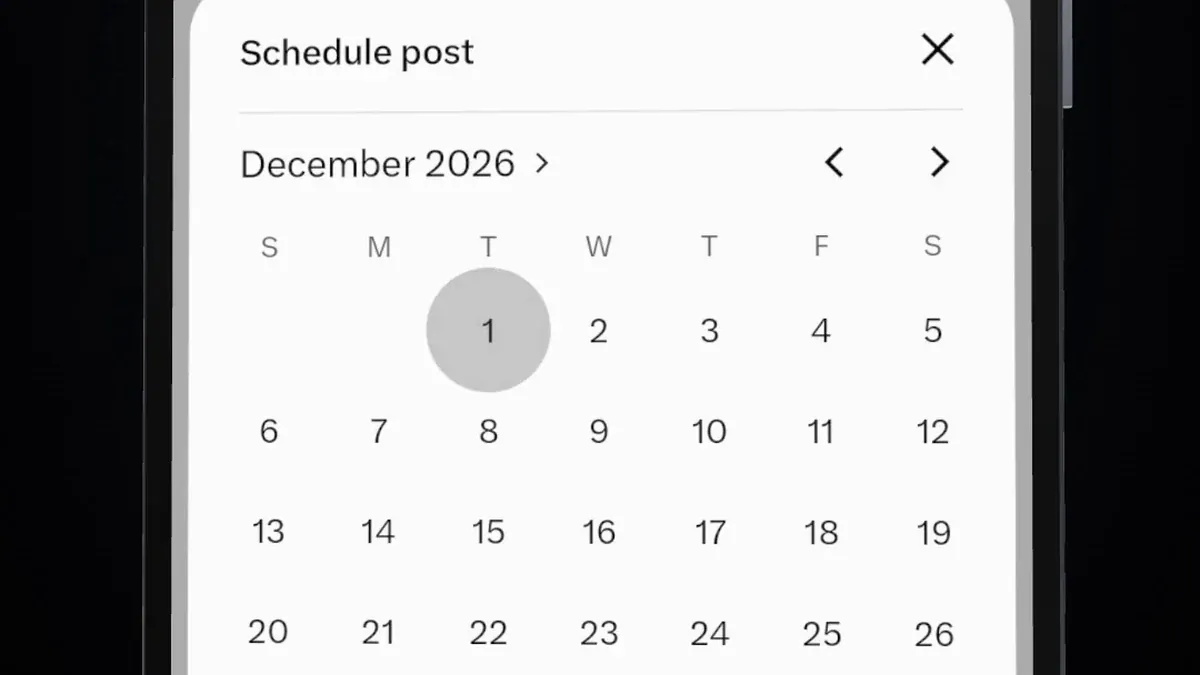 Schedule post
December 2026
S M T W T F S
1 2 3 4 5
6 7 8 9 10 11 12
13 14 15 16 17 18 19
20 21 22 23 24 25 26